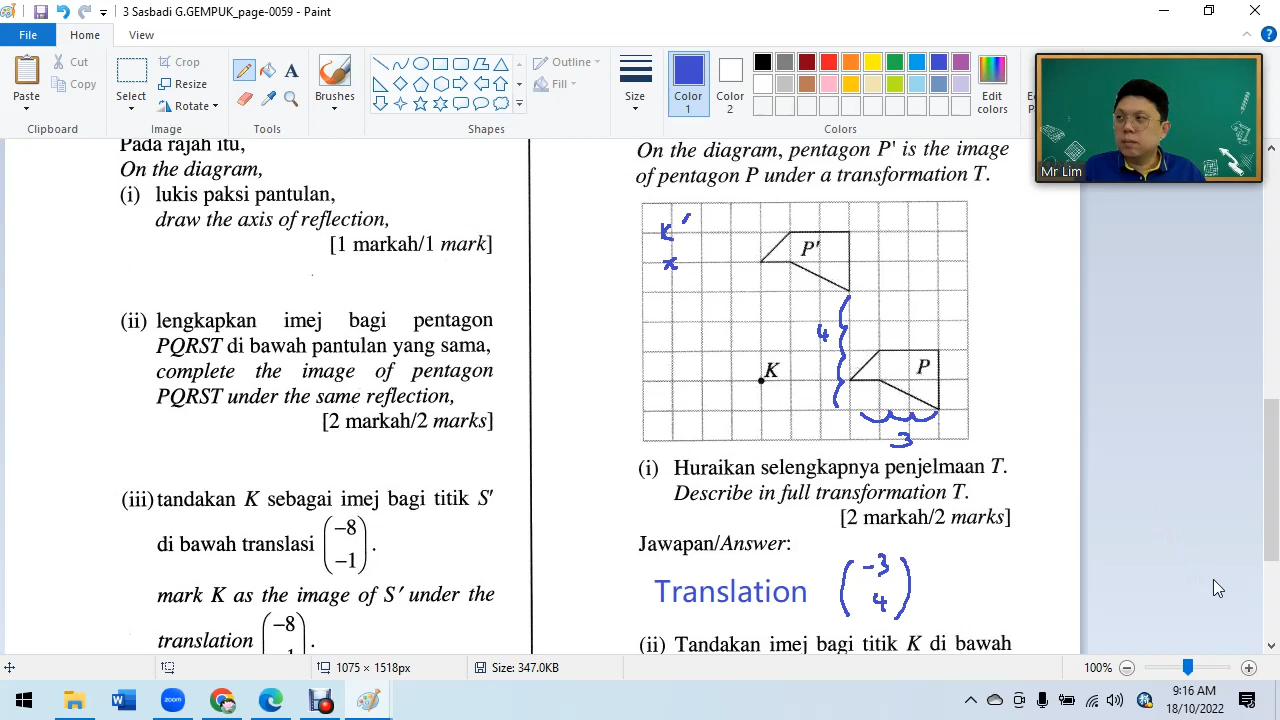 3 Sasbadi G.GEMPUK_page-0059 - Paint
File
Home
View
Paste
Cut
Copy
Clipboard
Select
Crop
Resize
Rotate
Image
A
Tools
Brushes
Shapes
Outline
Fill
Size
Color
1
Color
2
Edit
colors
Colors
Mr Lim
Pada rajah itu,
On the diagram,
(i) lukis paksi pantulan,
draw the axis of reflection,
[1 markah/1 mark]
(ii) lengkapkan imej bagi pentagon
PQRST di bawah pantulan yang sama,
complete the image of pentagon
PQRST under the same reflection,
[2 markah/2 marks]
(iii) tandakan K sebagai imej bagi titik S'
di bawah translasi (-8
-1).
mark K as the image of S' under the
translation (-8
On the diagram, pentagon P' is the image
of pentagon P under a transformation T.
K'
x
P'
4
K
P
3
(i) Huraikan selengkapnya penjelmaan T.
Describe in full transformation T.
[2 markah/2 marks]
Jawapan/Answer:
Translation (-3
4)
(ii) Tandakan imej bagi titik K di bawah
1075 × 1518px
Size: 347.0KB
100%
zoom
9:16 AM
18/10/2022